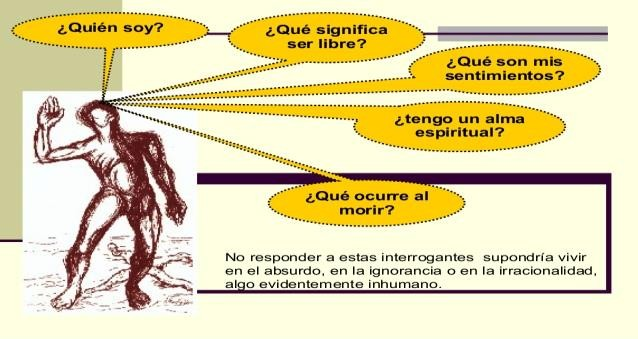 ¿Quién soy?
¿Qué significa
ser libre?
¿Qué son mis
sentimientos?
¿tengo un alma
espiritual?
¿Qué ocurre al
morir?
No responder a estas interrogantes supondría vivir
en el absurdo, en la ignorancia o en la irracionalidad,
algo evidentemente inhumano.